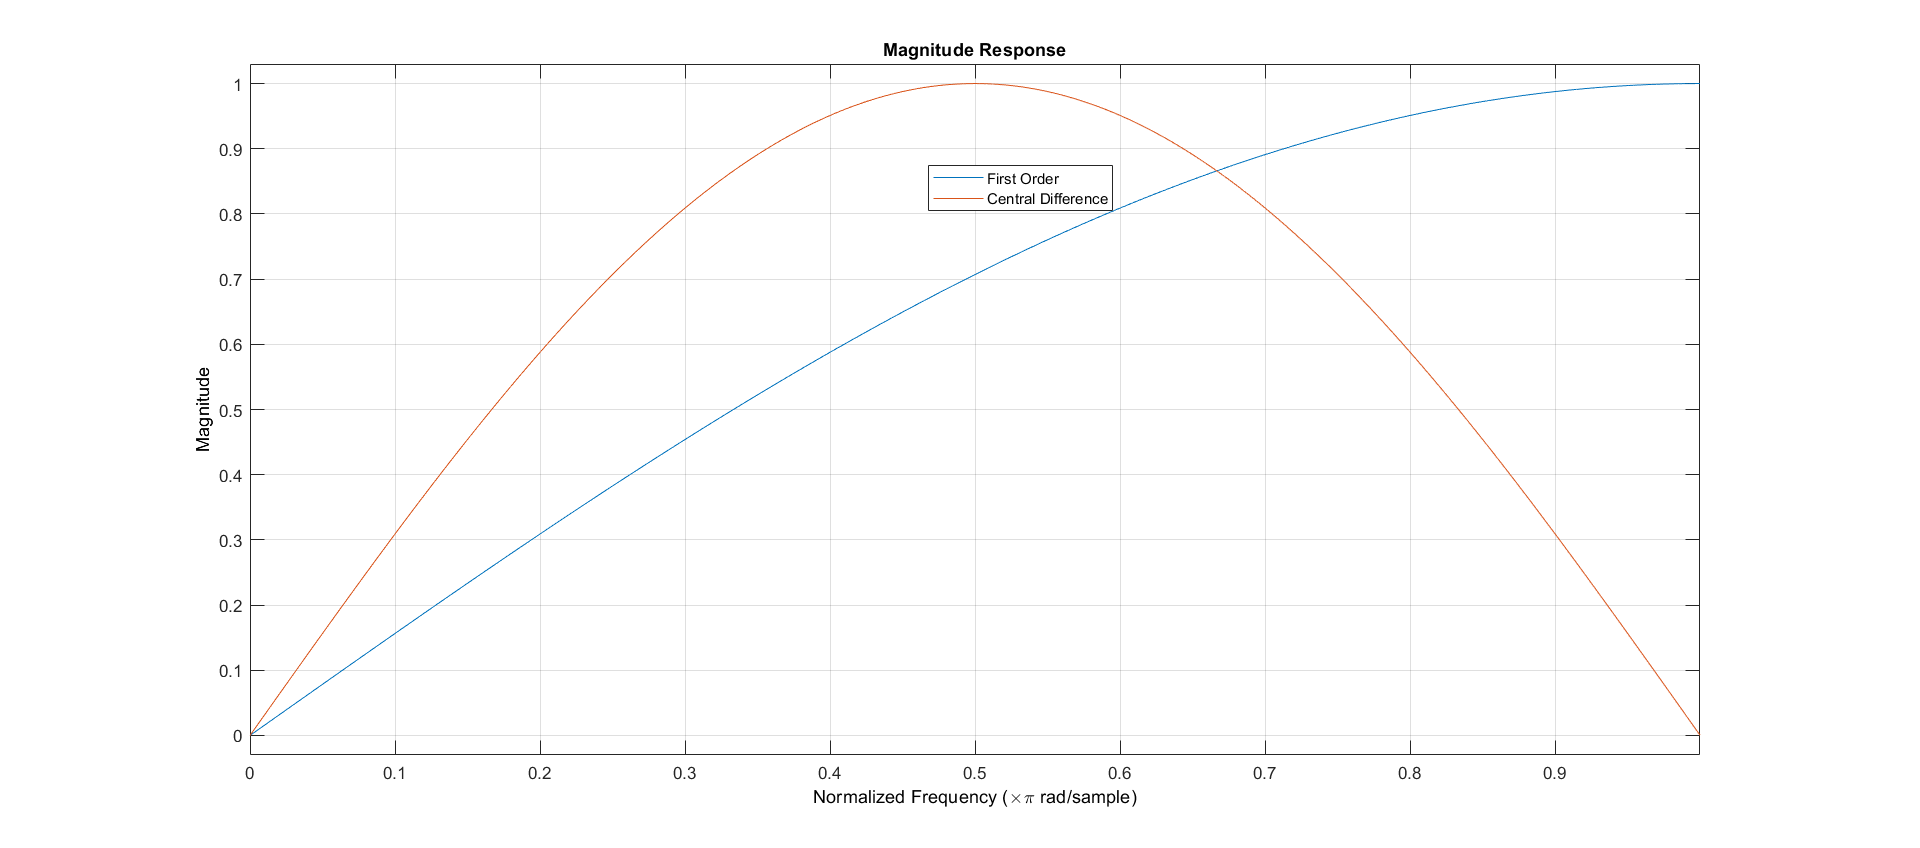 Magnitude Response
1
0.9
0.8
0.7
0.6
0.5
0.4
0.3
0.2
0.1
0
Magnitude
First Order
Central Difference
0 0.1 0.2 0.3 0.4 0.5 0.6 0.7 0.8 0.9
Normalized Frequency (×π rad/sample)